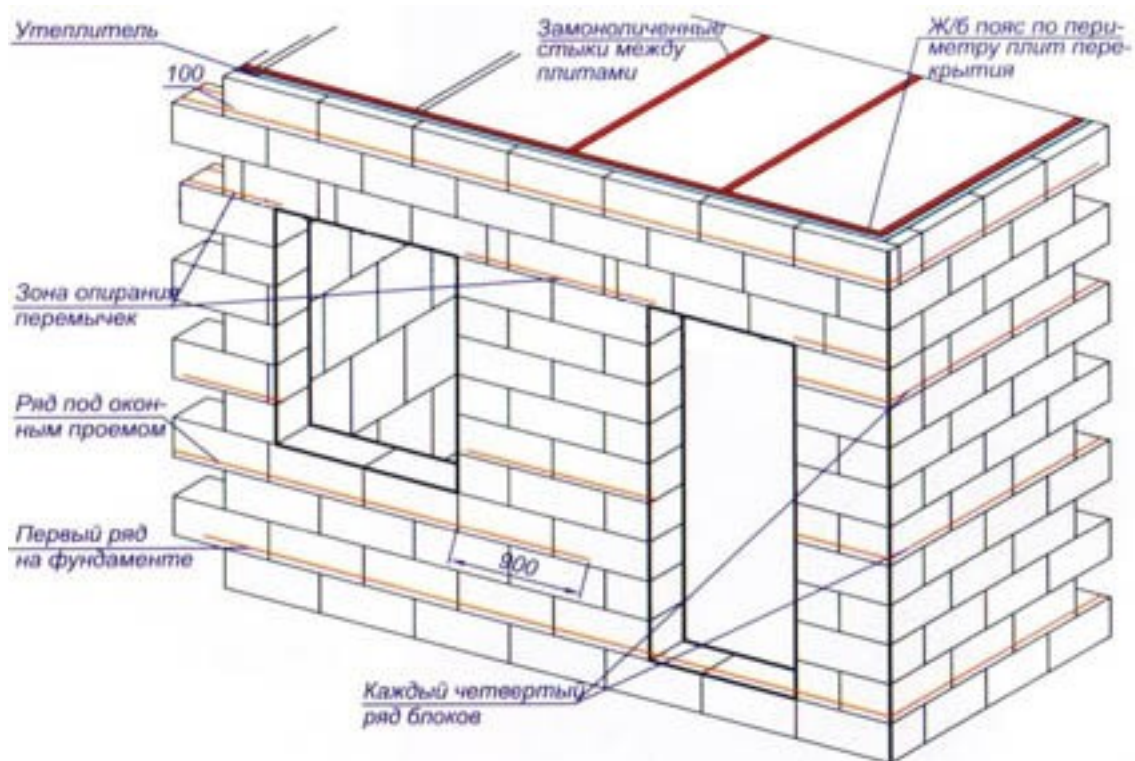 Утеплитель
100
Замоноличенные
стыки между
плитами
Ж/б пояс по пери-
метру плит пере-
крытия
Зона опирания
перемычек
Ряд под окон-
ным проемом
Первый ряд
на фундаменте
900
Каждый четвертый
ряд блоков